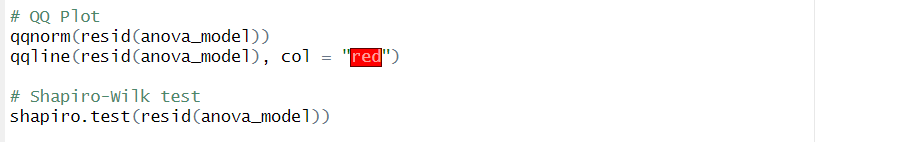 # QQ Plot
qqnorm(resid(anova_model))
qqline(resid(anova_model), col = "red")
# Shapiro-Wilk test
shapiro.test(resid(anova_model))